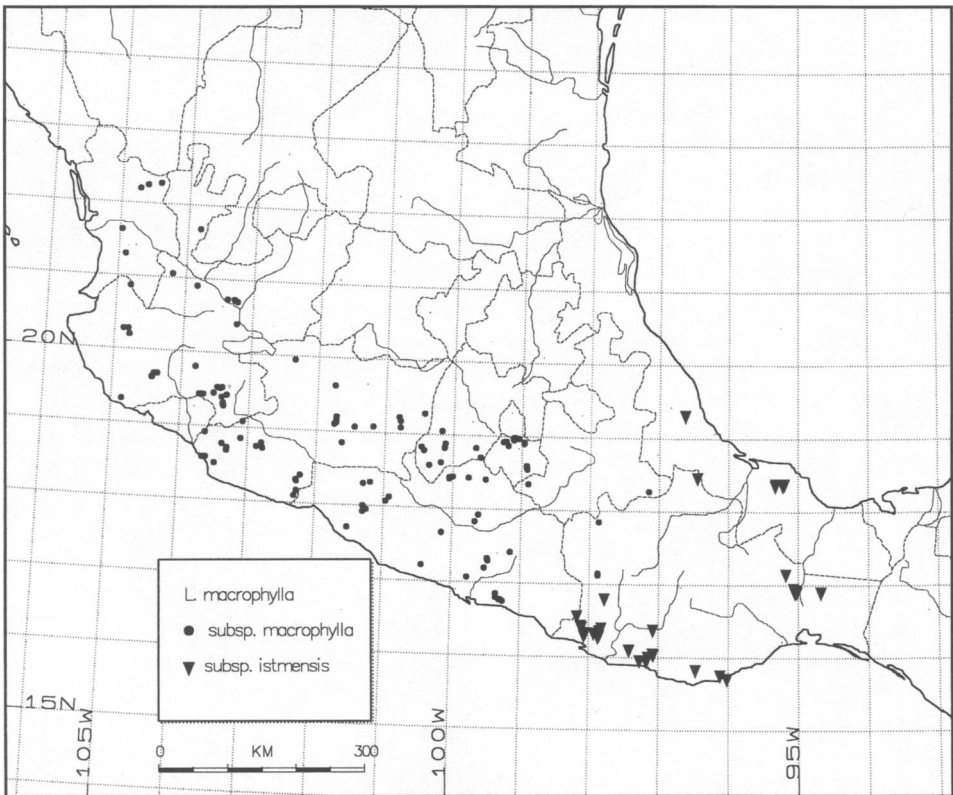 20N
L. macrophylla
subsp. macrophylla
subsp. istmensis
15N
105W
100W
95W
0 KM 300